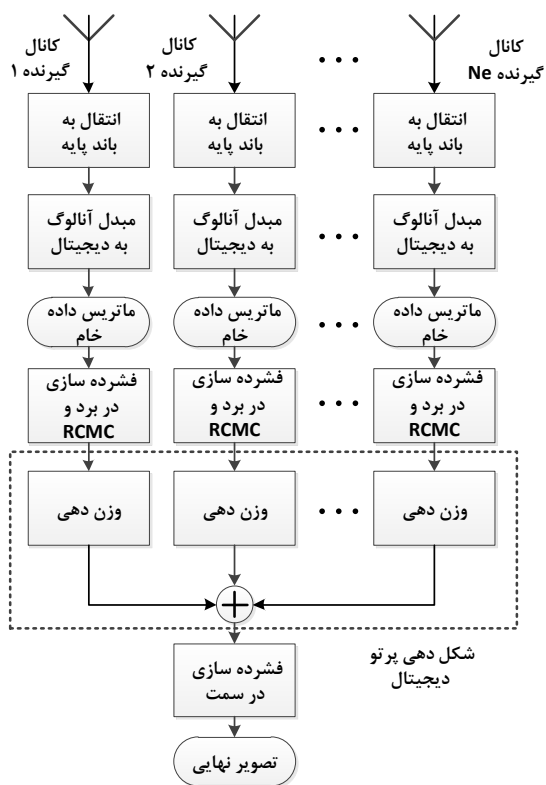 کانال
گیرنده ۱
کانال
گیرنده ۲
کانال
گیرنده Ne
انتقال به
باند پایه
انتقال به
باند پایه
انتقال به
باند پایه
مبدل آنالوگ
به دیجیتال
مبدل آنالوگ
به دیجیتال
مبدل آنالوگ
به دیجیتال
ماتریس داده
خام
ماتریس داده
خام
ماتریس داده
خام
فشرده سازی
در برد و
RCMC
فشرده سازی
در برد و
RCMC
فشرده سازی
در برد و
RCMC
وزن دهی
وزن دهی
وزن دهی
شکل دهی پرتو
دیجیتال
فشرده سازی
در سمت
تصویر نهایی